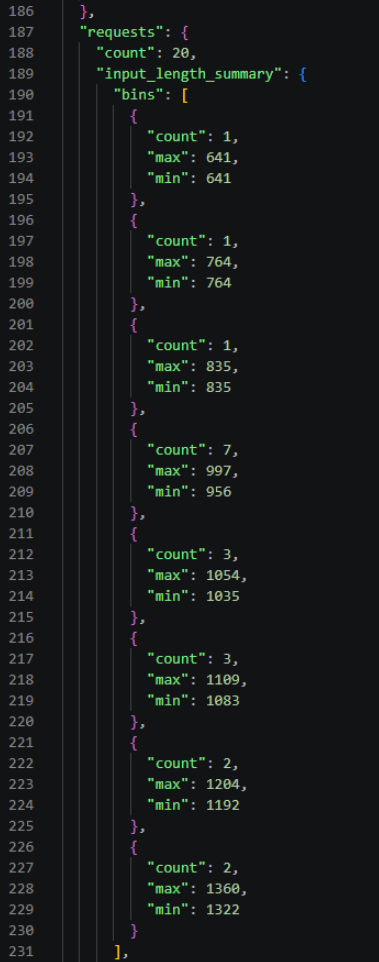 186 },
187 "requests": {
188 "count": 20,
189 "input_length_summary": {
190 "bins": [
191 {
192 "count": 1,
193 "max": 641,
194 "min": 641
195 },
196 {
197 "count": 1,
198 "max": 764,
199 "min": 764
200 },
201 {
202 "count": 1,
203 "max": 835,
204 "min": 835
205 },
206 {
207 "count": 7,
208 "max": 997,
209 "min": 956
210 },
211 {
212 "count": 3,
213 "max": 1054,
214 "min": 1035
215 },
216 {
217 "count": 3,
218 "max": 1109,
219 "min": 1083
220 },
221 {
222 "count": 2,
223 "max": 1204,
224 "min": 1192
225 },
226 {
227 "count": 2,
228 "max": 1360,
229 "min": 1322
230 }
231 ],